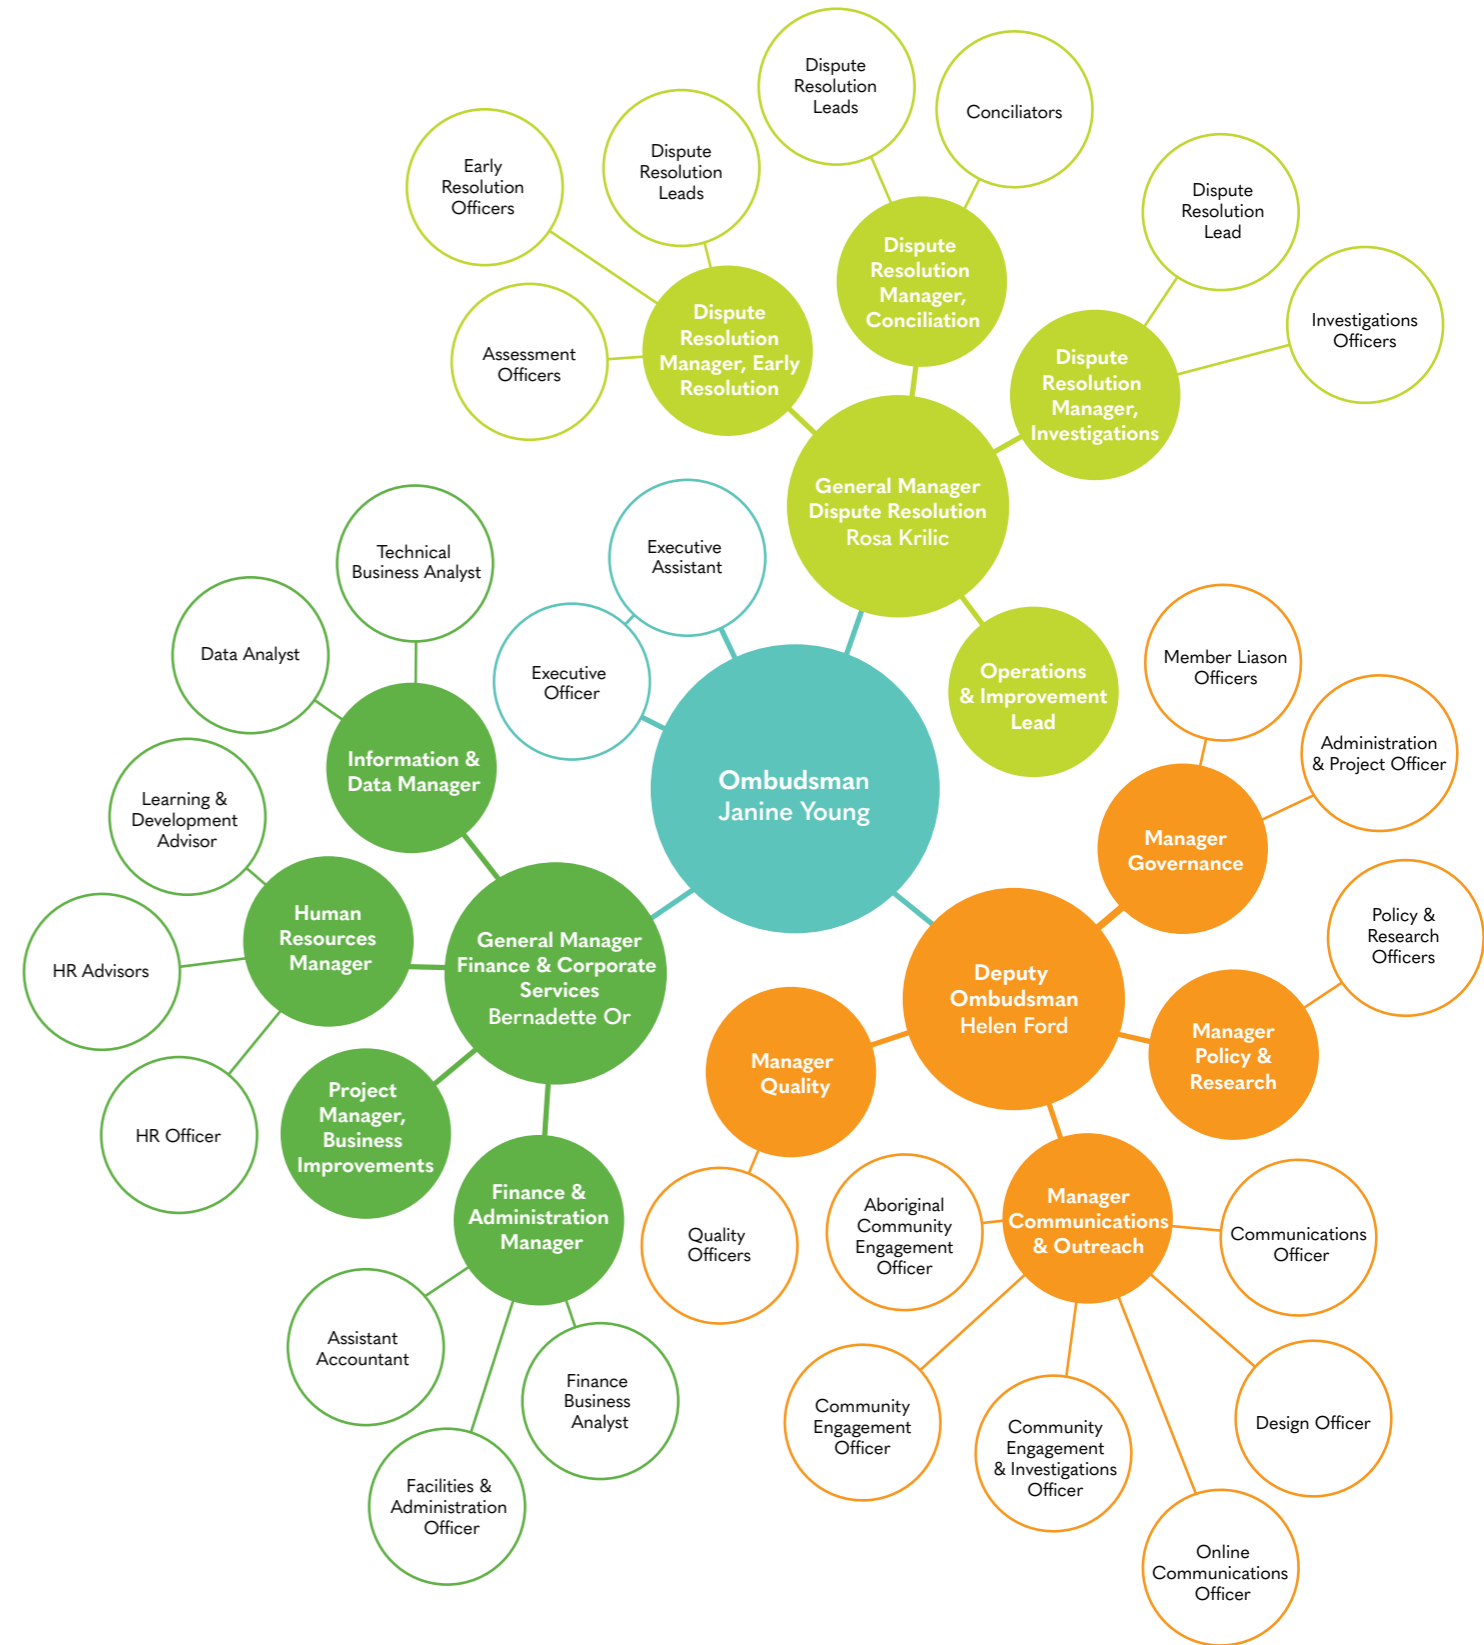 Dispute
Resolution
Leads
Conciliators
Early
Resolution
Officers
Dispute
Resolution
Leads
Dispute
Resolution
Lead
Assessment
Officers
Dispute
Resolution
Manager, Early
Resolution
Dispute
Resolution
Manager,
Conciliation
Dispute
Resolution
Manager,
Investigations
Investigations
Officers
General Manager
Dispute Resolution
Rosa Krilic
Operations
& Improvement
Lead
Executive
Assistant
Executive
Officer
Ombudsman
Janine Young
Technical
Business Analyst
Data Analyst
Information &
Data Manager
Learning &
Development
Advisor
Human
Resources
Manager
HR Advisors
HR Officer
General Manager
Finance & Corporate
Services
Bernadette Or
Project
Manager,
Business
Improvements
Finance &
Administration
Manager
Assistant
Accountant
Facilities &
Administration
Officer
Finance
Business
Analyst
Member Liason
Officers
Administration
& Project Officer
Manager
Governance
Policy &
Research
Officers
Deputy
Ombudsman
Helen Ford
Manager
Policy &
Research
Manager
Quality
Quality
Officers
Manager
Communications
& Outreach
Aboriginal
Community
Engagement
Officer
Communications
Officer
Community
Engagement
Officer
Community
Engagement
& Investigations
Officer
Design Officer
Online
Communications
Officer